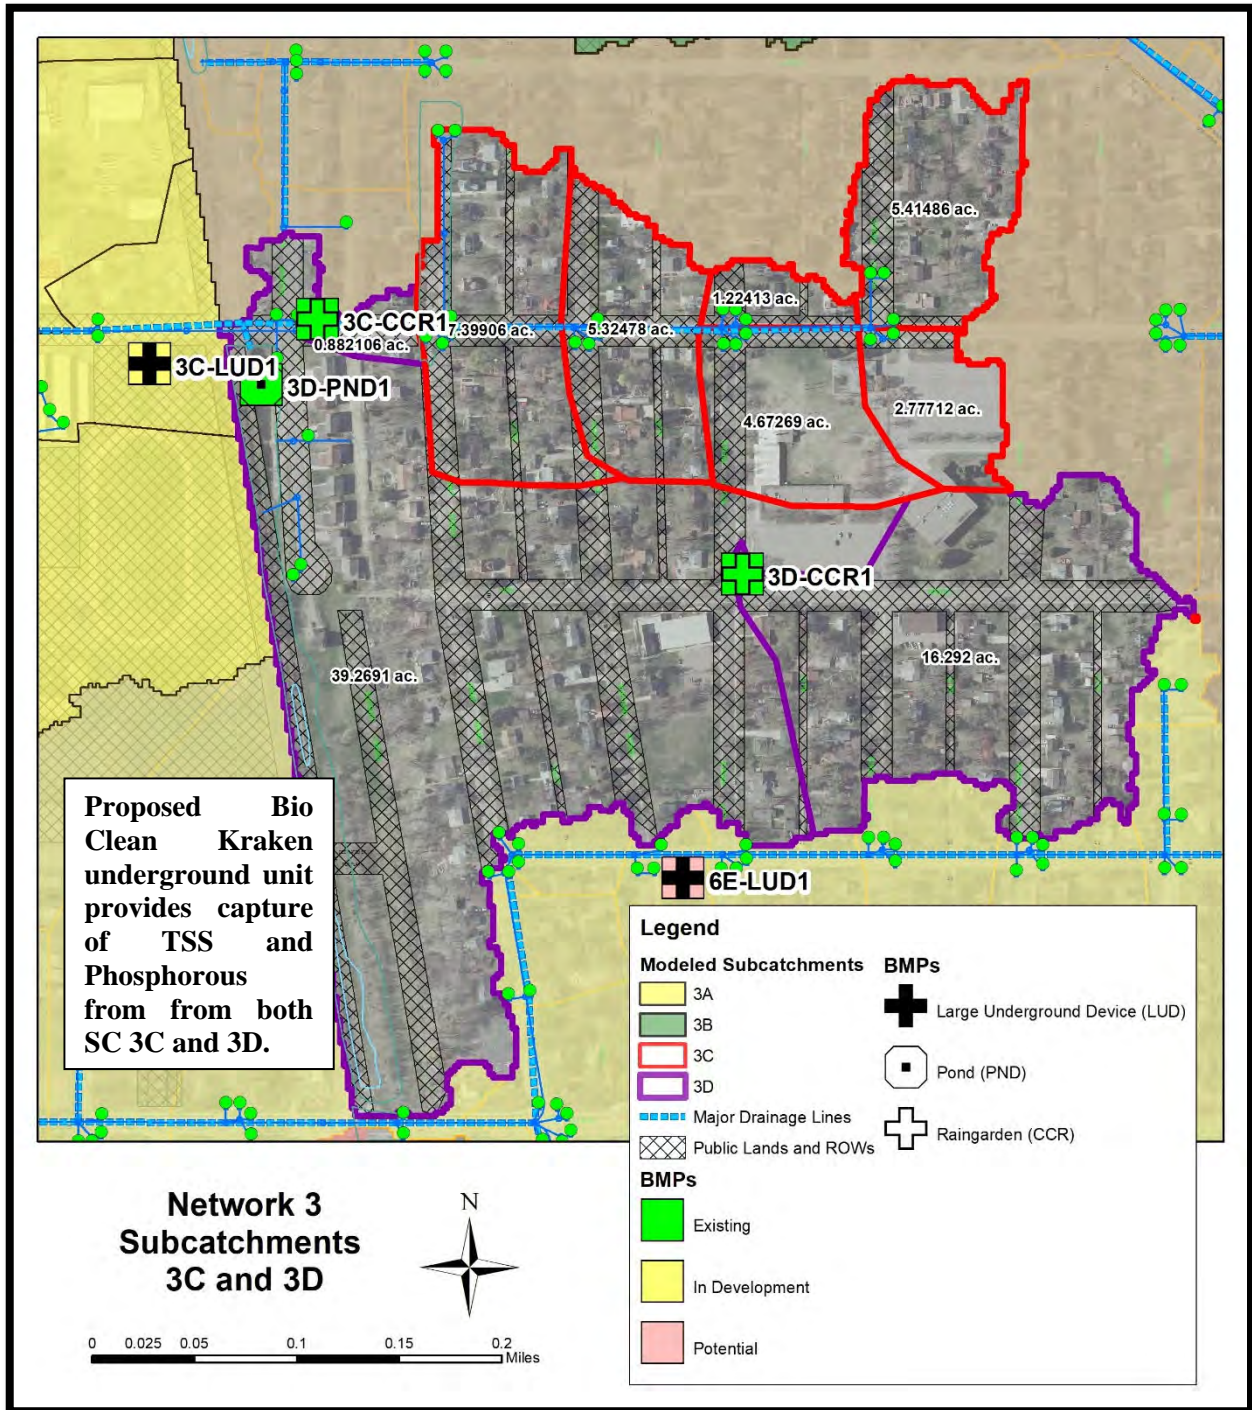 5.41486 ac.
1.22413 ac.
3C-CCR1
7.39906 ac.
5.32478 ac.
0.882106 ac.
3C-LUD1
3D-PND1
2.77712 ac.
4.67269 ac.
3D-CCR1
16.292 ac.
39.2691 ac.
Proposed Bio
Clean Kraken
underground unit
provides capture
of TSS and
Phosphorous
from from both
SC 3C and 3D.
6E-LUD1
Legend
Modeled Subcatchments
3A
3B
3C
3D
Major Drainage Lines
Public Lands and ROWs
BMPs
Existing
In Development
Potential
BMPs
Large Underground Device (LUD)
Pond (PND)
Raingarden (CCR)
Network 3
Subcatchments
3C and 3D
N
0 0.025 0.05 0.1 0.15 0.2
Miles